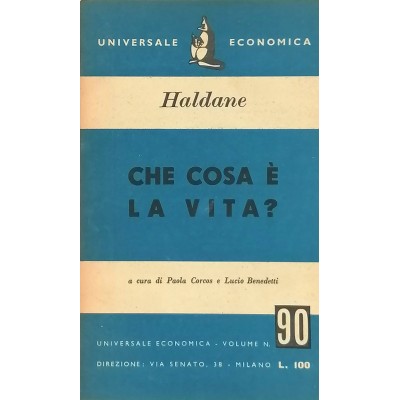 UNIVERSALE ECONOMICA
Haldane
CHE COSA È
LA VITA?
a cura di Paola Corcos e Luzio Benedetti
UNIVERSALE ECONOMICA - VOLUME N. 90
DIREZIONE: VIA SENATO, 38 - MILANO L. 100